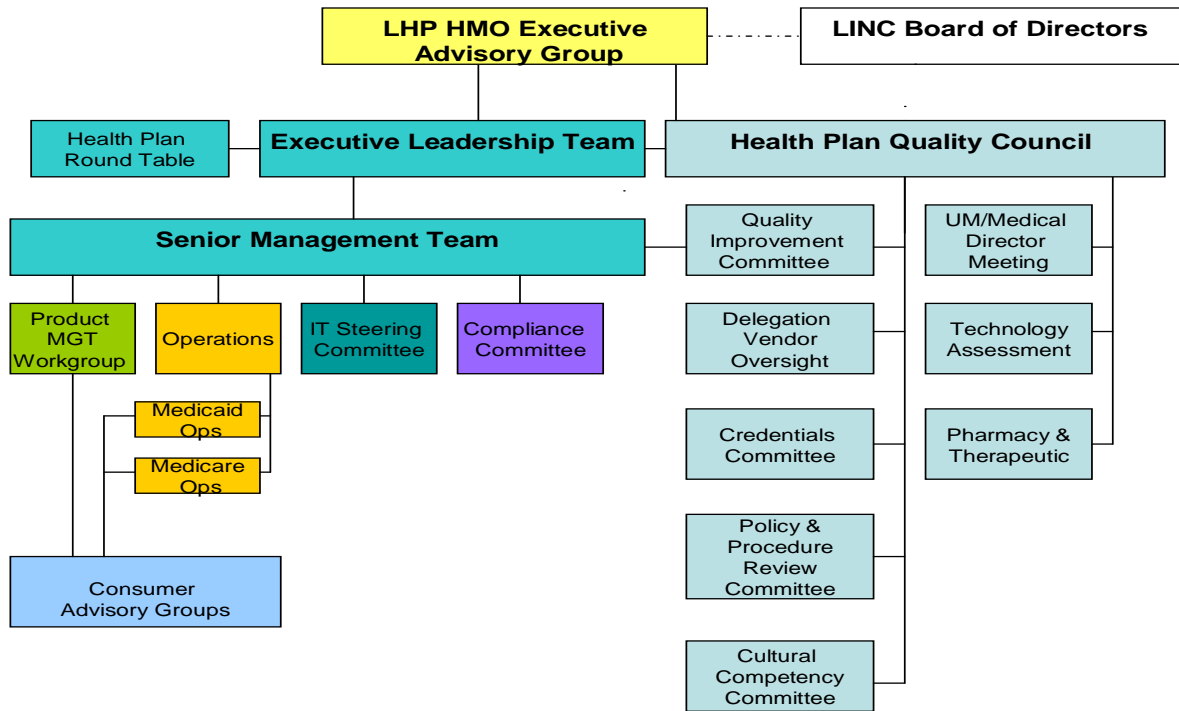 LHP HMO Executive
Advisory Group
LINC Board of Directors
Health Plan
Round Table
Executive Leadership Team
Health Plan Quality Council
Senior Management Team
Quality
Improvement
Committee
UM/Medical
Director
Meeting
Product
MGT
Workgroup
Operations
IT Steering
Committee
Compliance
Committee
Delegation
Vendor
Oversight
Technology
Assessment
Medicaid
Ops
Medicare
Ops
Credentials
Committee
Pharmacy &
Therapeutic
Policy &
Procedure
Review
Committee
Consumer
Advisory Groups
Cultural
Competency
Committee